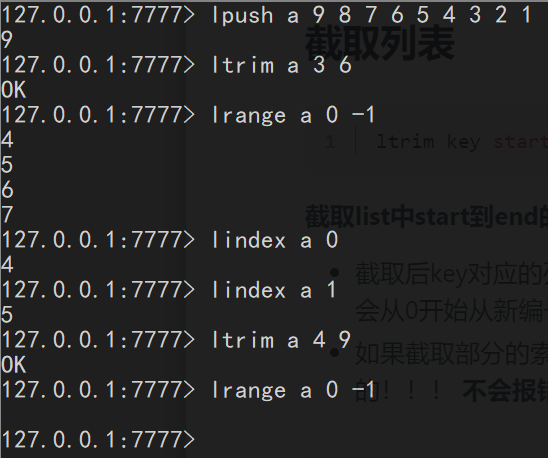 127.0.0.1:7777> lpush a 9 8 7 6 5 4 3 2 1
9
截取列表
127.0.0.1:7777> ltrim a 3 6
OK
127.0.0.1:7777> lrange a 0 -1
4
1 ltrim key start
5
6
7
截取list中start到end的
127.0.0.1:7777> lindex a 0
4
截取后key对应的
127.0.0.1:7777> lindex a 1
5
会从0开始从新编
127.0.0.1:7777> ltrim a 4 9
如果截取部分的索
OK
127.0.0.1:7777> lrange a 0 -1
的！！！ 不会报错
127.0.0.1:7777>